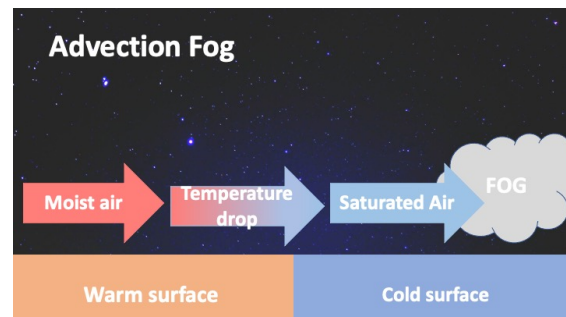 Advection Fog
Moist air
Temperature
drop
Saturated Air
FOG
Warm surface
Cold surface